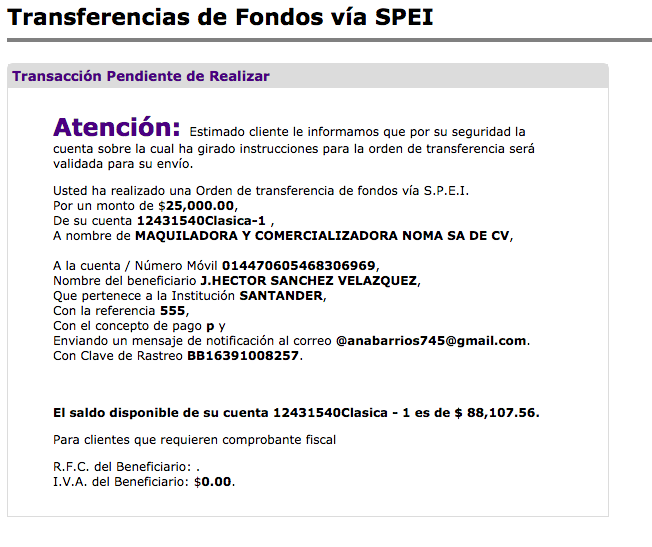 Transferencias de Fondos vía SPEI
Transacción Pendiente de Realizar
Atención: Estimado cliente le informamos que por su seguridad la
cuenta sobre la cual ha girado instrucciones para la orden de transferencia será
validada para su envío.
Usted ha realizado una Orden de transferencia de fondos vía S.P.E.I.
Por un monto de $25,000.00,
De su cuenta 12431540Clasica-1 ,
A nombre de MAQUILADORA Y COMERCIALIZADORA NOMA SA DE CV,
A la cuenta / Número Móvil 014470605468306969,
Nombre del beneficiario J.HECTOR SANCHEZ VELAZQUEZ,
Que pertenece a la Institución SANTANDER,
Con la referencia 555,
Con el concepto de pago p y
Enviando un mensaje de notificación al correo @anabarrios745@gmail.com.
Con Clave de Rastreo BB16391008257.
El saldo disponible de su cuenta 12431540Clasica - 1 es de $ 88,107.56.
Para clientes que requieren comprobante fiscal
R.F.C. del Beneficiario: .
I.V.A. del Beneficiario: $0.00.